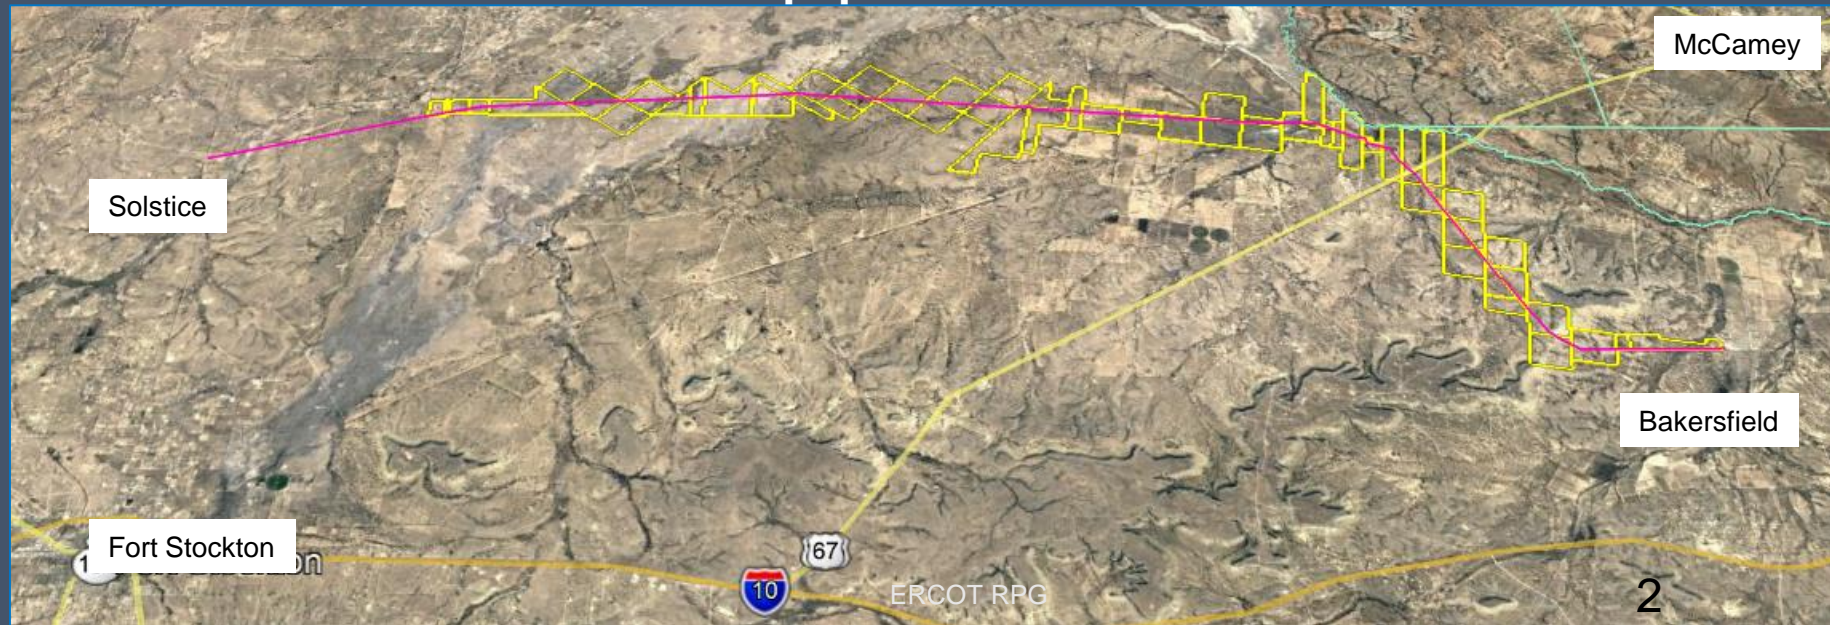 McCamey
Solstice
Bakersfield
Fort Stockton
67
10
ERCOT RPG
2